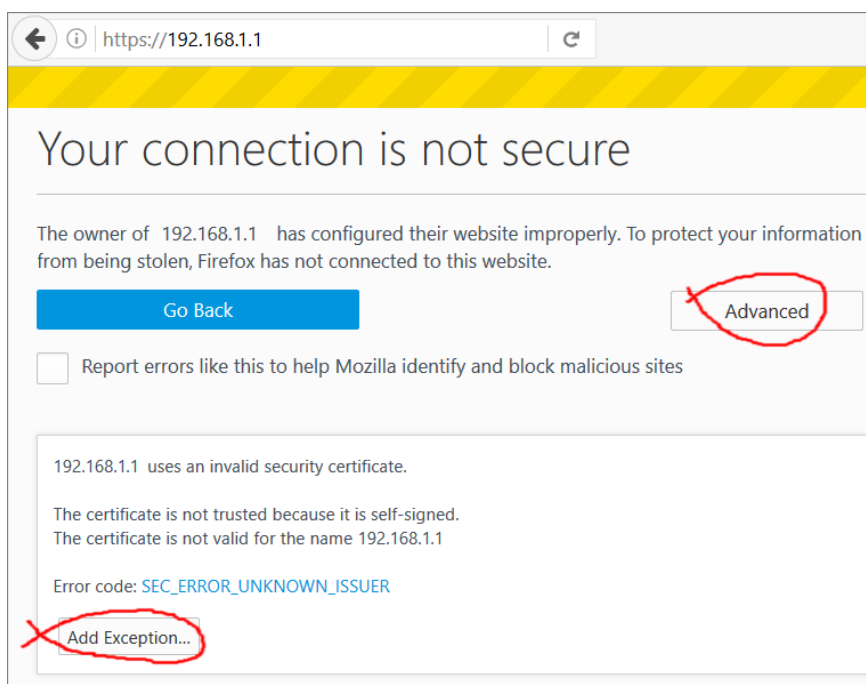 https://192.168.1.1
Your connection is not secure
The owner of 192.168.1.1 has configured their website improperly. To protect your information
from being stolen, Firefox has not connected to this website.
Go Back
Advanced
Report errors like this to help Mozilla identify and block malicious sites
192.168.1.1 uses an invalid security certificate.
The certificate is not trusted because it is self-signed.
The certificate is not valid for the name 192.168.1.1
Error code: SEC_ERROR_UNKNOWN_ISSUER
Add Exception...